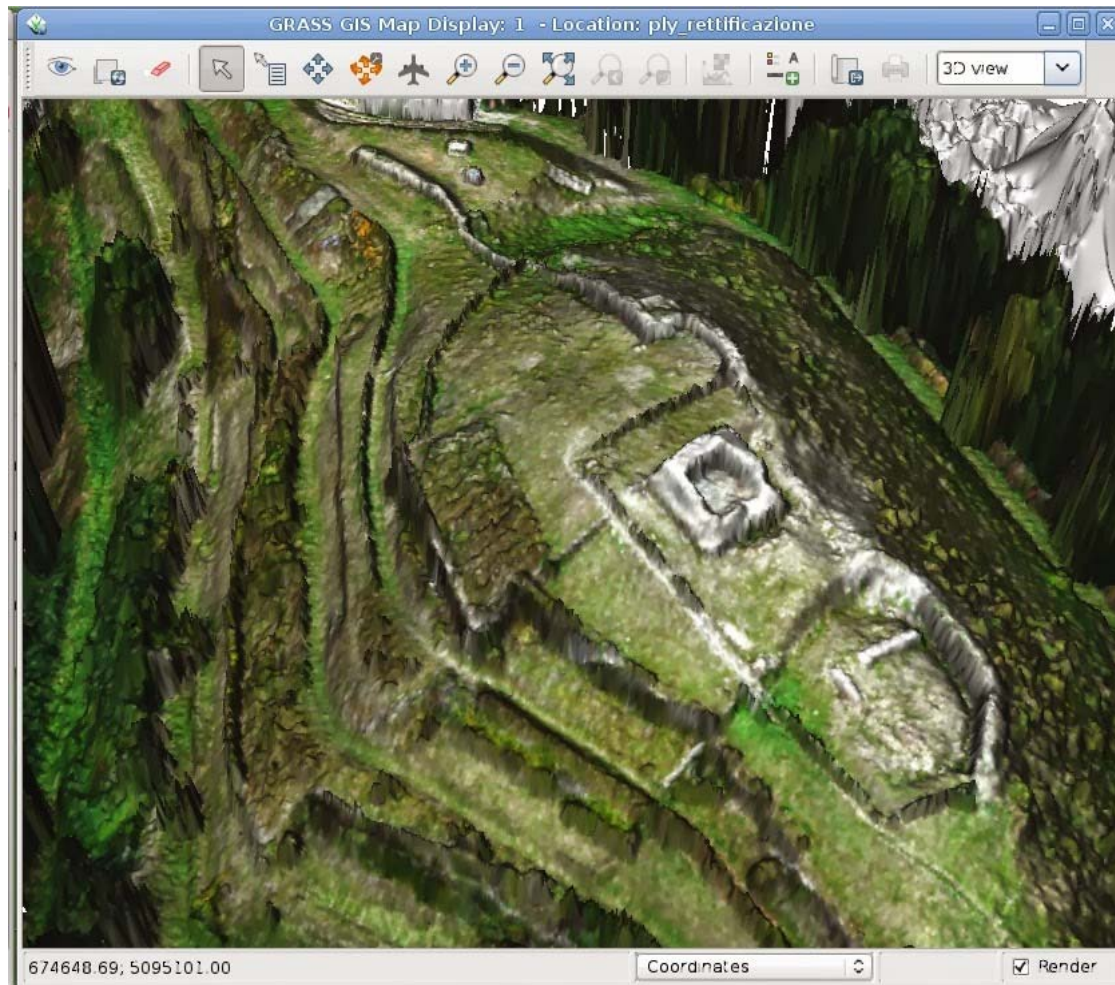 GRASS GIS Map Display: 1 - Location: ply_rettificazione
3D view
674648.69; 5095101.00
Coordinates
Render